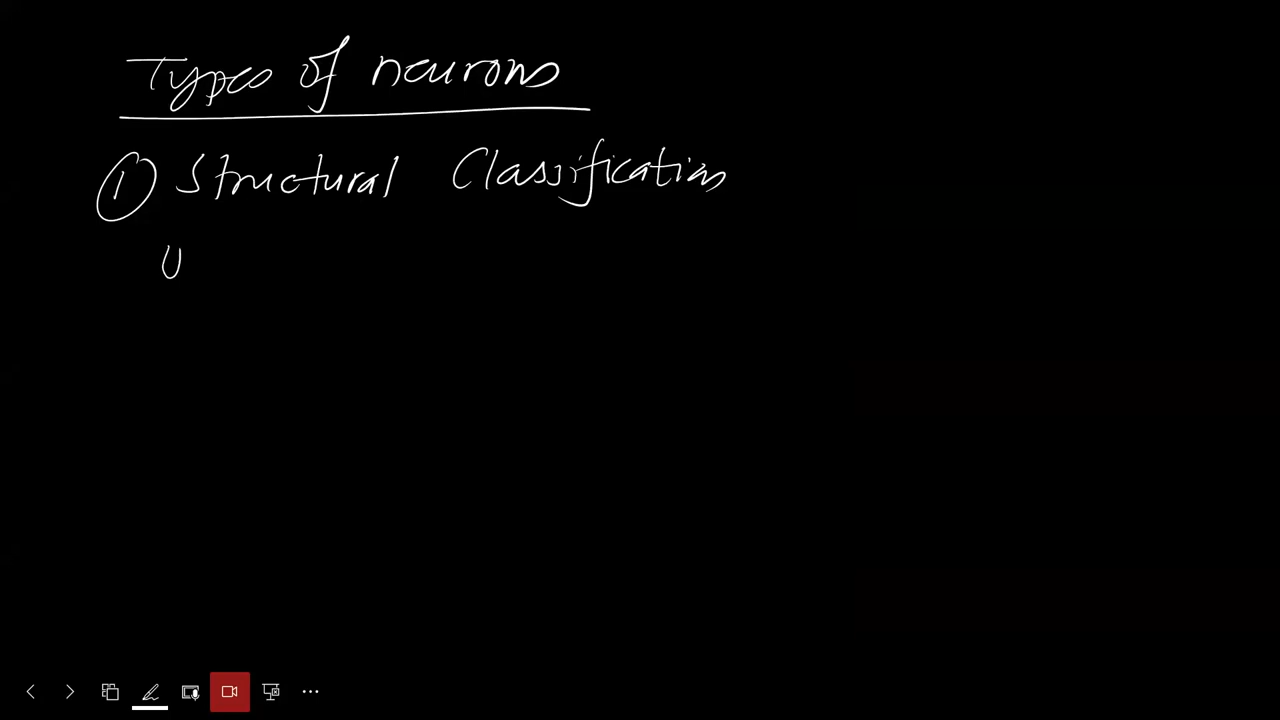 Types of neurons
① Structural Classification
U